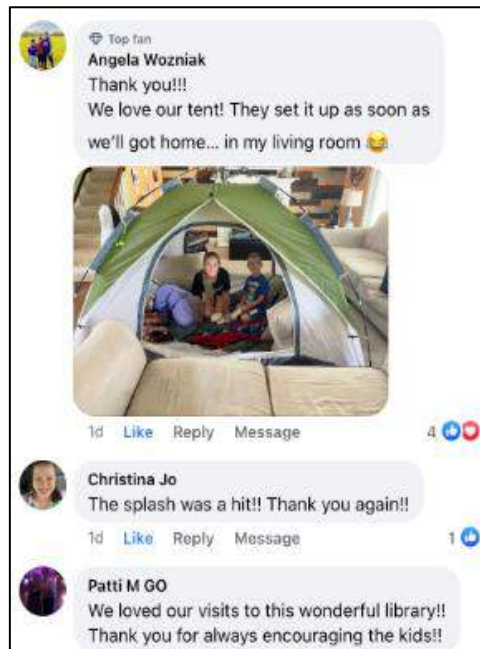 Top fan
Angela Wozniak
Thank you!!!
We love our tent! They set it up as soon as
we'll got home... in my living room 😂
1d Like Reply Message 4
Christina Jo
The splash was a hit!! Thank you again!!
1d Like Reply Message 1
Patti M GO
We loved our visits to this wonderful library!!
Thank you for always encouraging the kids!!